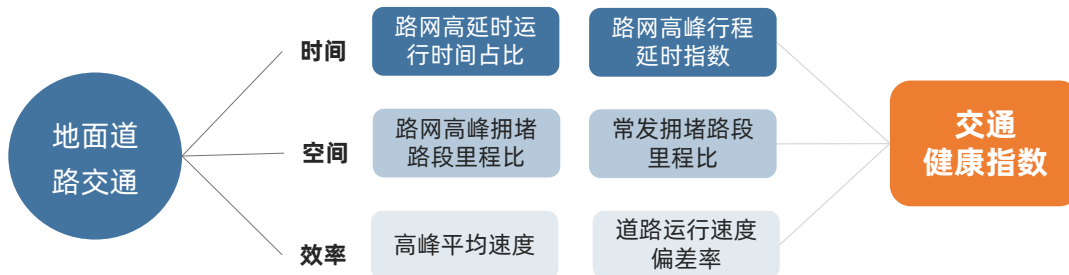 地面道
路交通
时间
路网高延时运
行时间占比
路网高峰行程
延时指数
空间
路网高峰拥堵
路段里程比
常发拥堵路段
里程比
效率
高峰平均速度
道路运行速度
偏差率
交通
健康指数